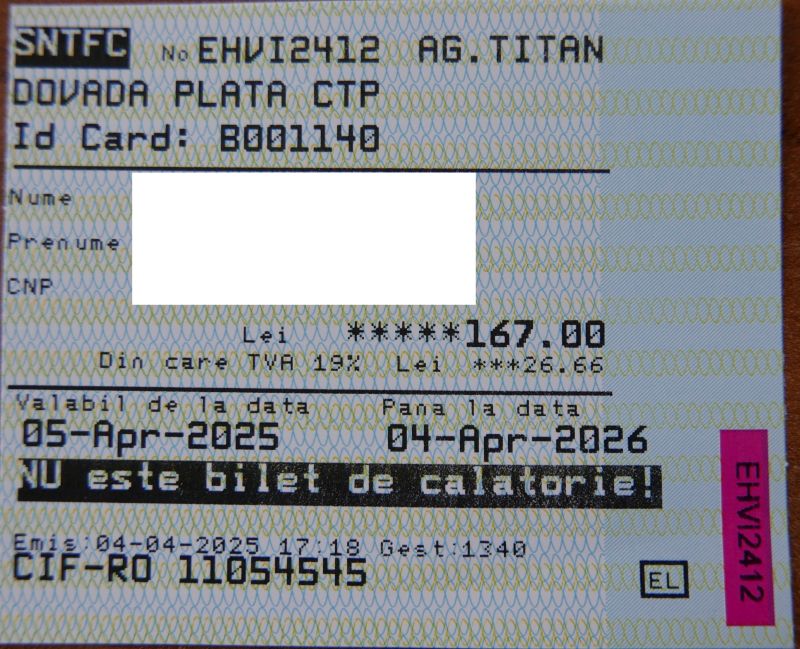 SNTFC No EHVI2412 AG.TITAN
DOVADA PLATA CTP
Id Card: B001140
Nume
Prenume
CNP
Lei *****167.00
Din care TVA 19% Lei ***26.66
Valabil de la data Pana la data
05-Apr-2025 04-Apr-2026
NU este bilet de calatorie!
Emis:04-04-2025 17:18 Gest:1340
CIF-RO 11054545
EL
EHVI2412